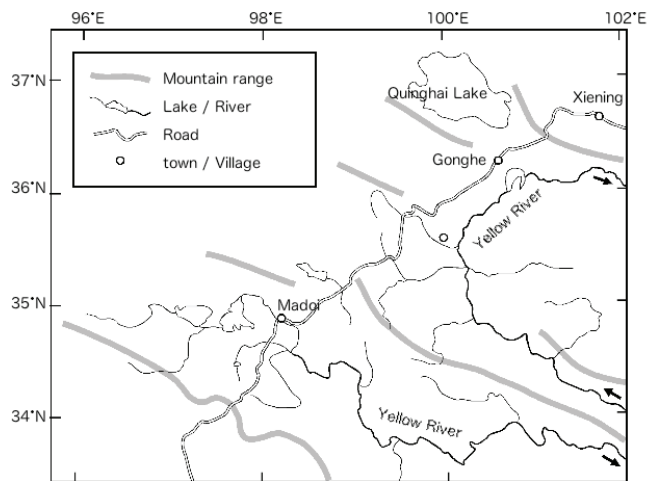 96°E 98°E 100°E 102°E
37°N
36°N
35°N
34°N
Mountain range
Lake / River
Road
town / Village
Quinghai Lake
Xiening
Gonghe
Yellow River
Madoi
Yellow River